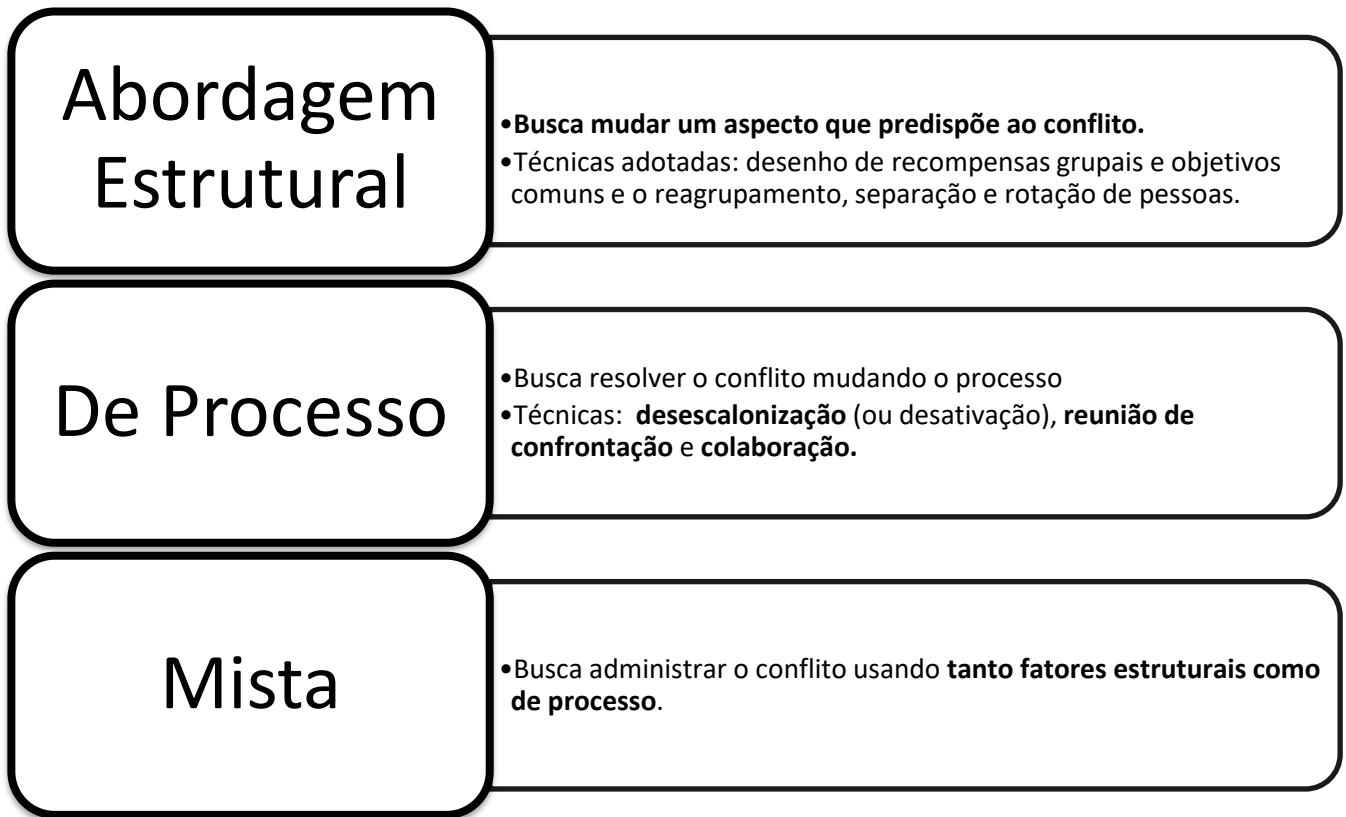 Abordagem
Estrutural
•Busca mudar um aspecto que predispõe ao conflito.
•Técnicas adotadas: desenho de recompensas grupais e objetivos
comuns e o reagrupamento, separação e rotação de pessoas.
De Processo
•Busca resolver o conflito mudando o processo
•Técnicas: desescalonização (ou desativação), reunião de
confrontação e colaboração.
Mista
•Busca administrar o conflito usando tanto fatores estruturais como
de processo.